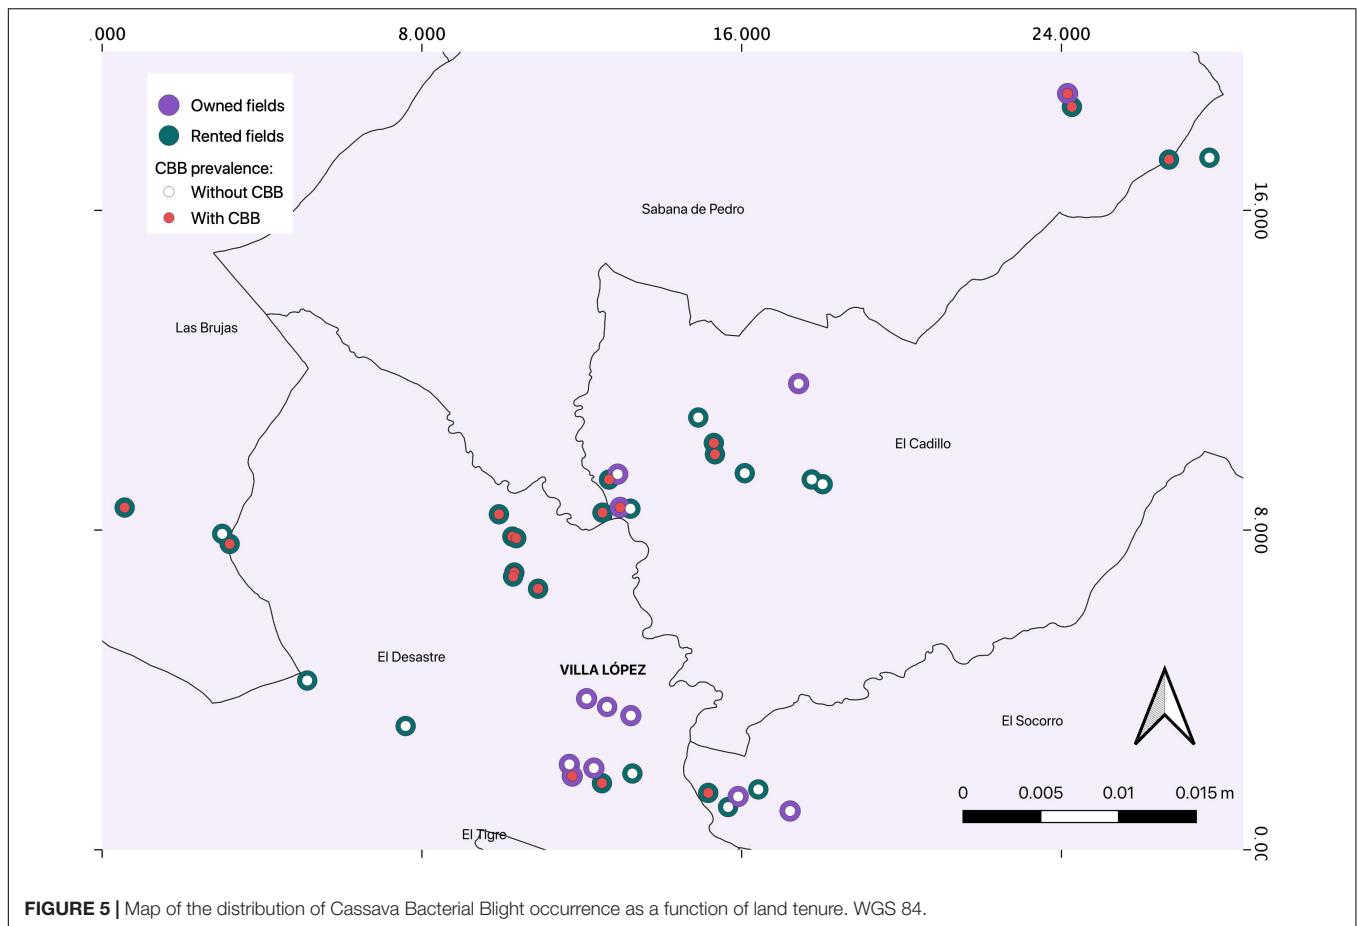 .000 8.000 16.000 24.000
Owned fields
Rented fields
CBB prevalence:
Without CBB
With CBB
Sabana de Pedro
16.000
Las Brujas
El Cadillo
8.000
El Desastre
VILLA LÓPEZ
El Socorro
0 0.005 0.01 0.015 m
El Tigre
0.00
FIGURE 5 | Map of the distribution of Cassava Bacterial Blight occurrence as a function of land tenure. WGS 84.